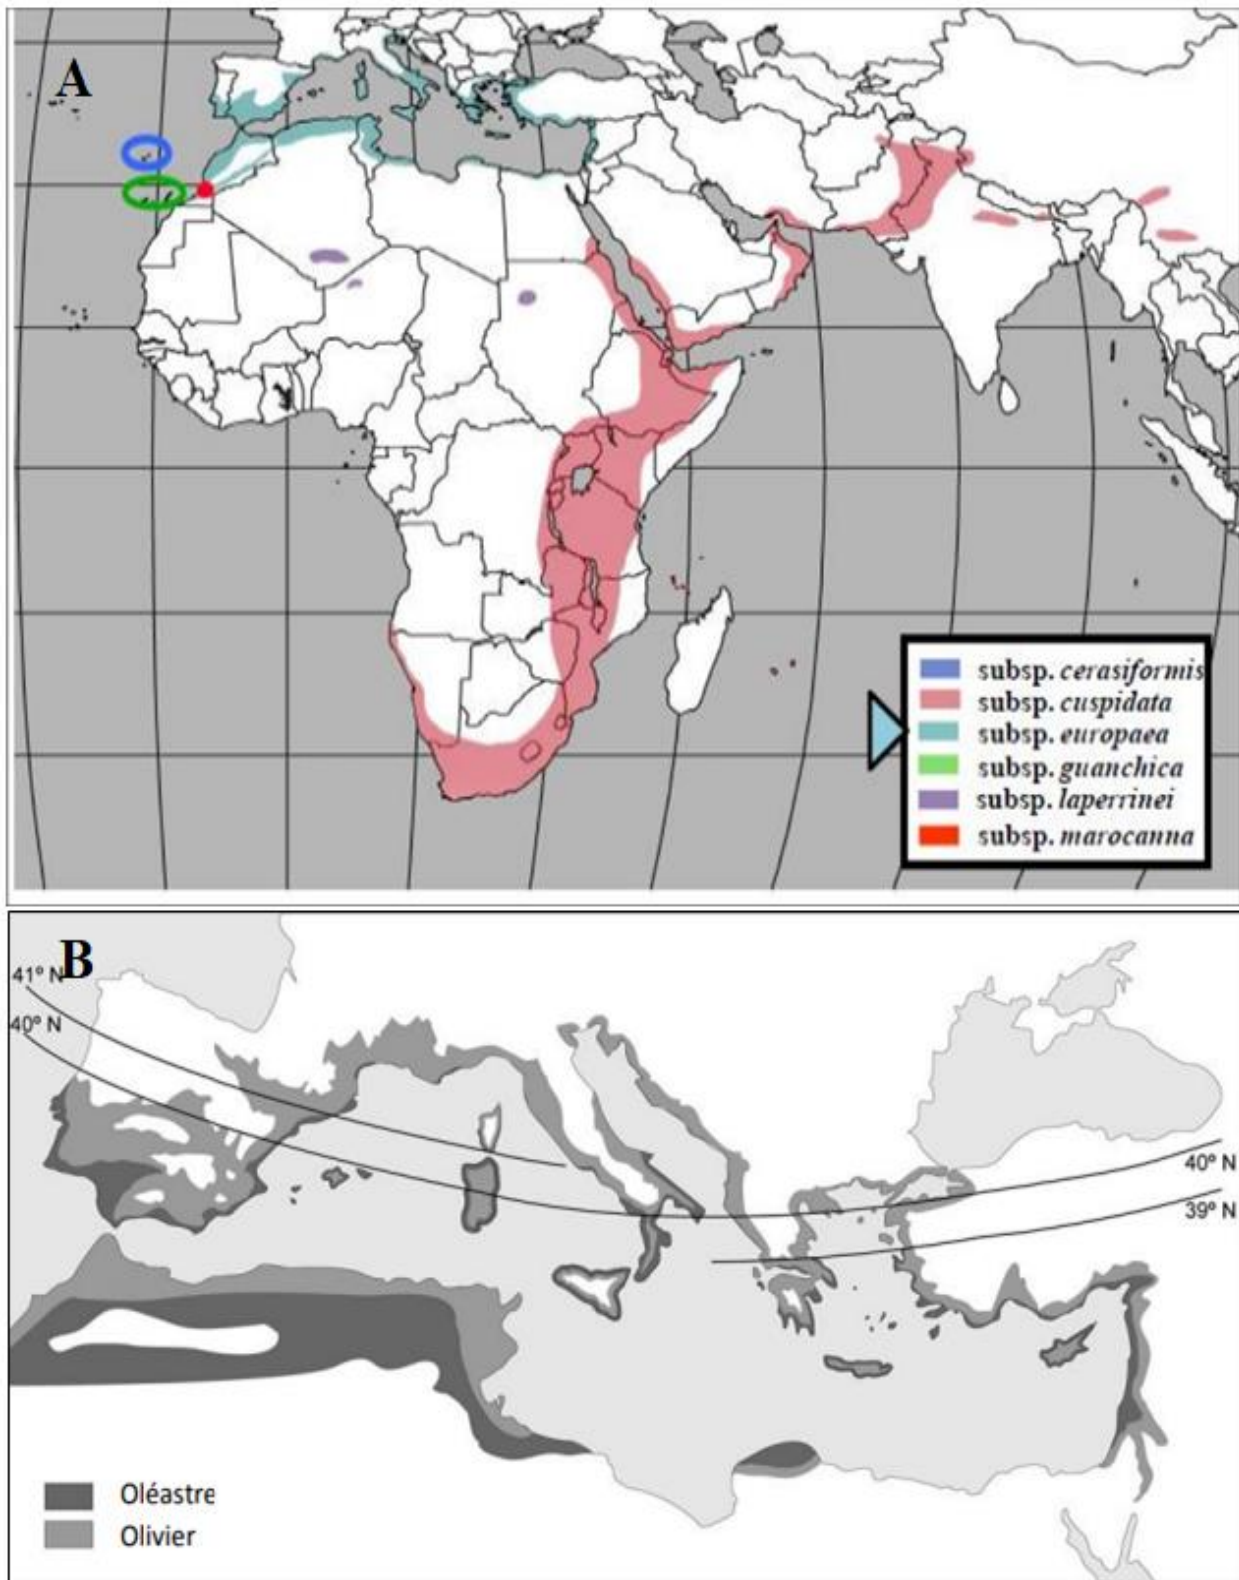 A
subsp. cerasiformis
subsp. cuspidata
subsp. europaea
subsp. guanchica
subsp. laperrinei
subsp. marocanna
B
41° N
40° N
40° N
39° N
Oléastre
Olivier